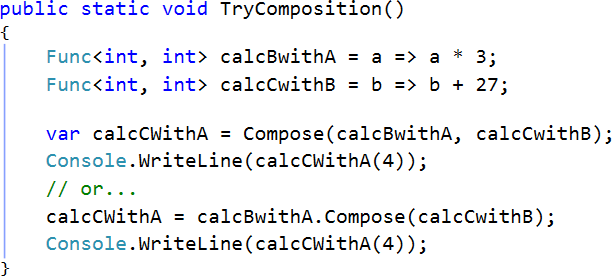 public static void TryComposition()
{
    Func<int, int> calcBwithA = a => a * 3;
    Func<int, int> calcCwithB = b => b + 27;

    var calcCWithA = Compose(calcBwithA, calcCwithB);
    Console.WriteLine(calcCWithA(4));
    // or...
    calcCWithA = calcBwithA.Compose(calcCwithB);
    Console.WriteLine(calcCWithA(4));
}